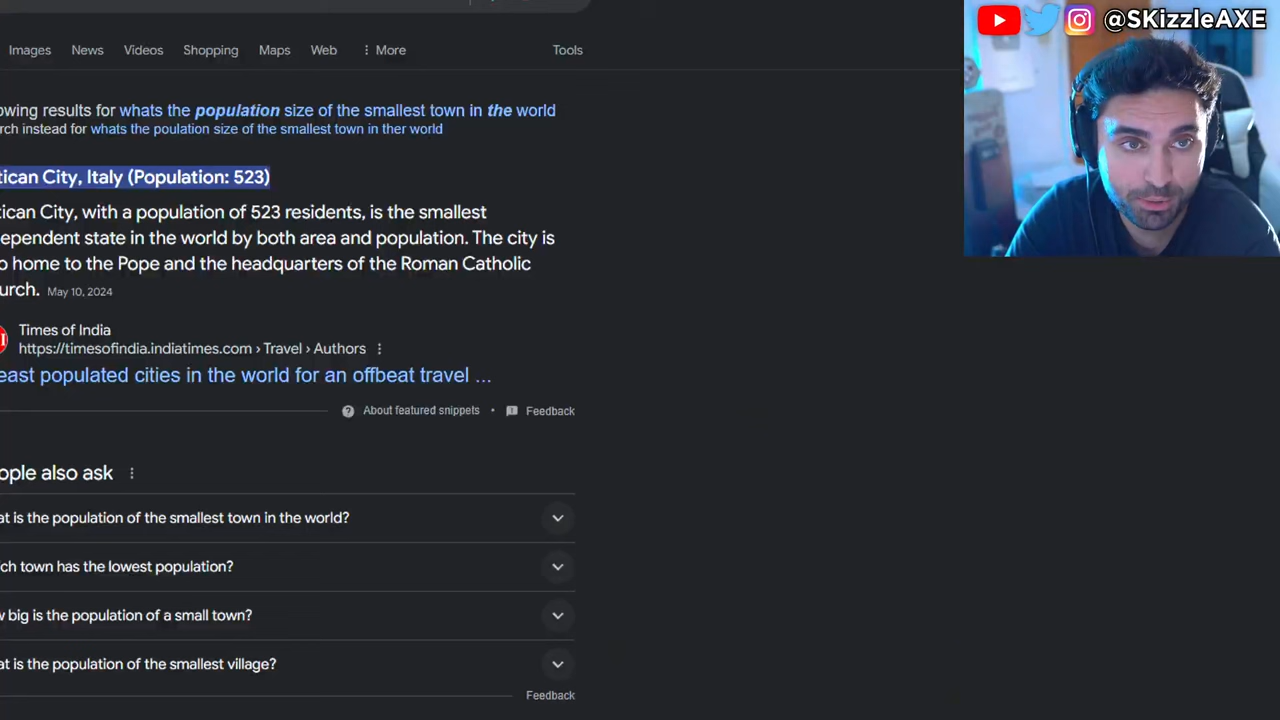 @SKizzleAXE
Images News Videos Shopping Maps Web More Tools
owing results for whats the population size of the smallest town in the world
rch instead for whats the poulation size of the smallest town in ther world
tican City, Italy (Population: 523)
tican City, with a population of 523 residents, is the smallest
ependent state in the world by both area and population. The city is
o home to the Pope and the headquarters of the Roman Catholic
urch. May 10, 2024
Times of India
https://timesofindia.indiatimes.com › Travel › Authors
east populated cities in the world for an offbeat travel ...
About featured snippets • Feedback
ople also ask
at is the population of the smallest town in the world?
ch town has the lowest population?
w big is the population of a small town?
at is the population of the smallest village?
Feedback